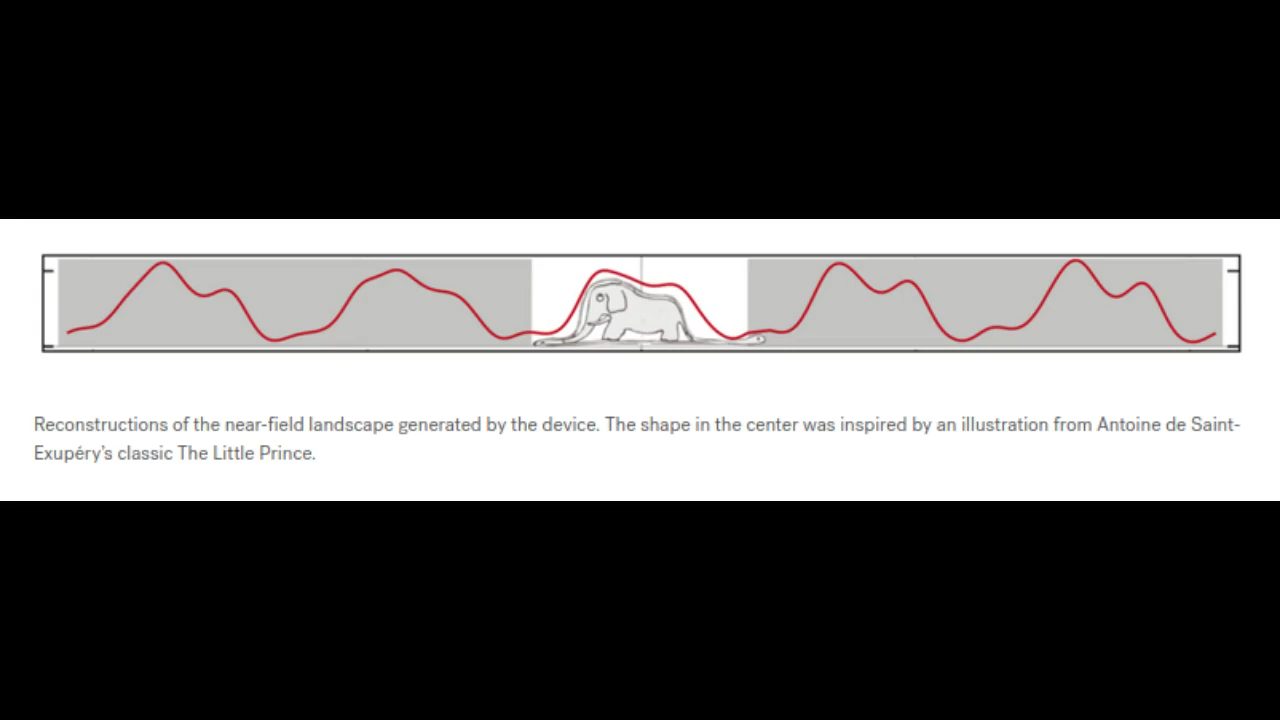 Reconstructions of the near-field landscape generated by the device. The shape in the center was inspired by an illustration from Antoine de Saint-
Exupéry's classic The Little Prince.